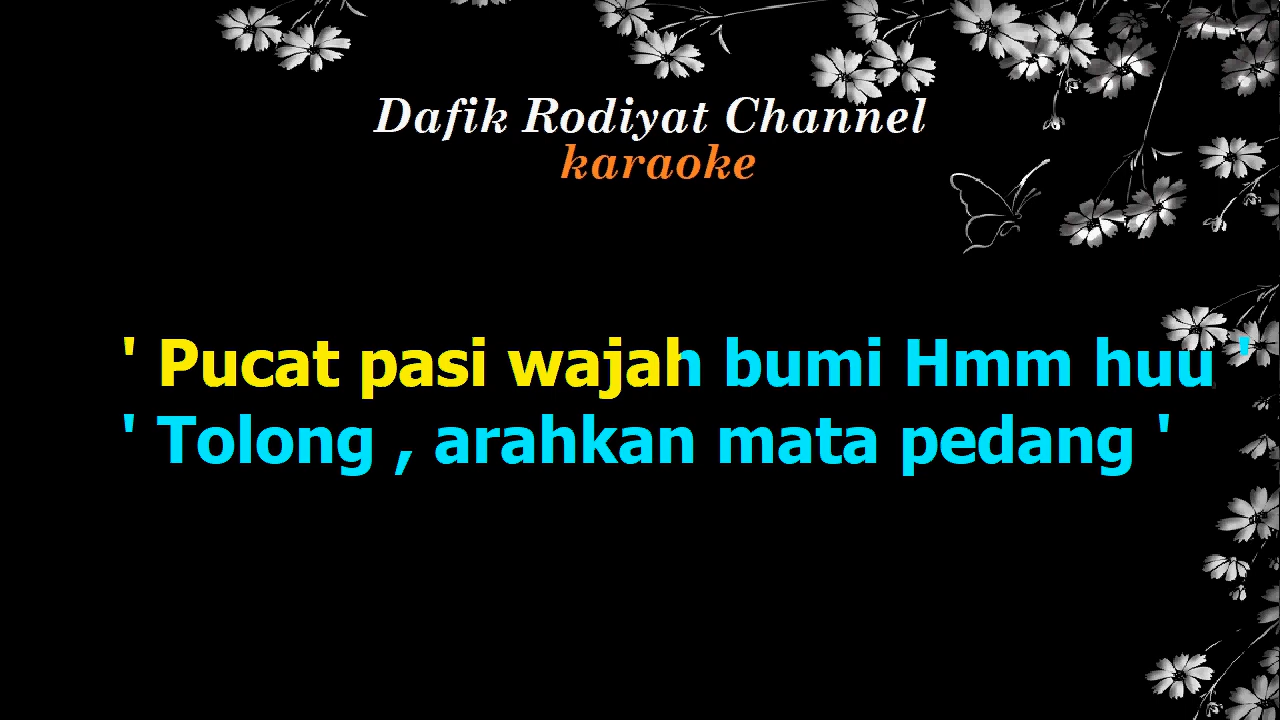 Dafik Rodiyat Channel
karaoke
' Pucat pasi wajah bumi Hmm huu '
' Tolong , arahkan mata pedang '